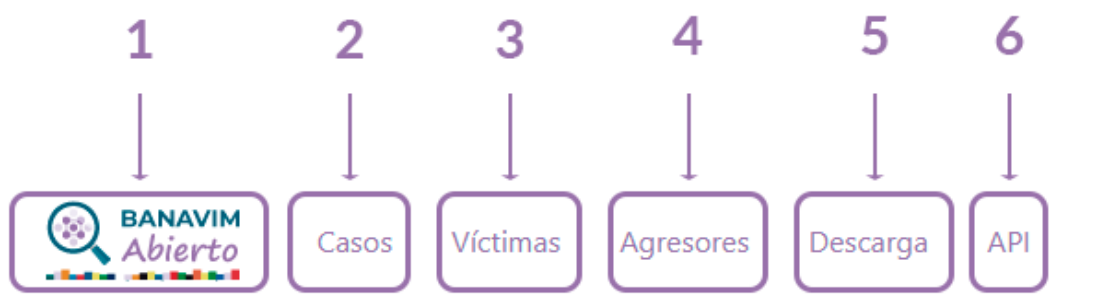 1 2 3 4 5 6
BANAVIM
Abierto
Casos Víctimas Agresores Descarga API